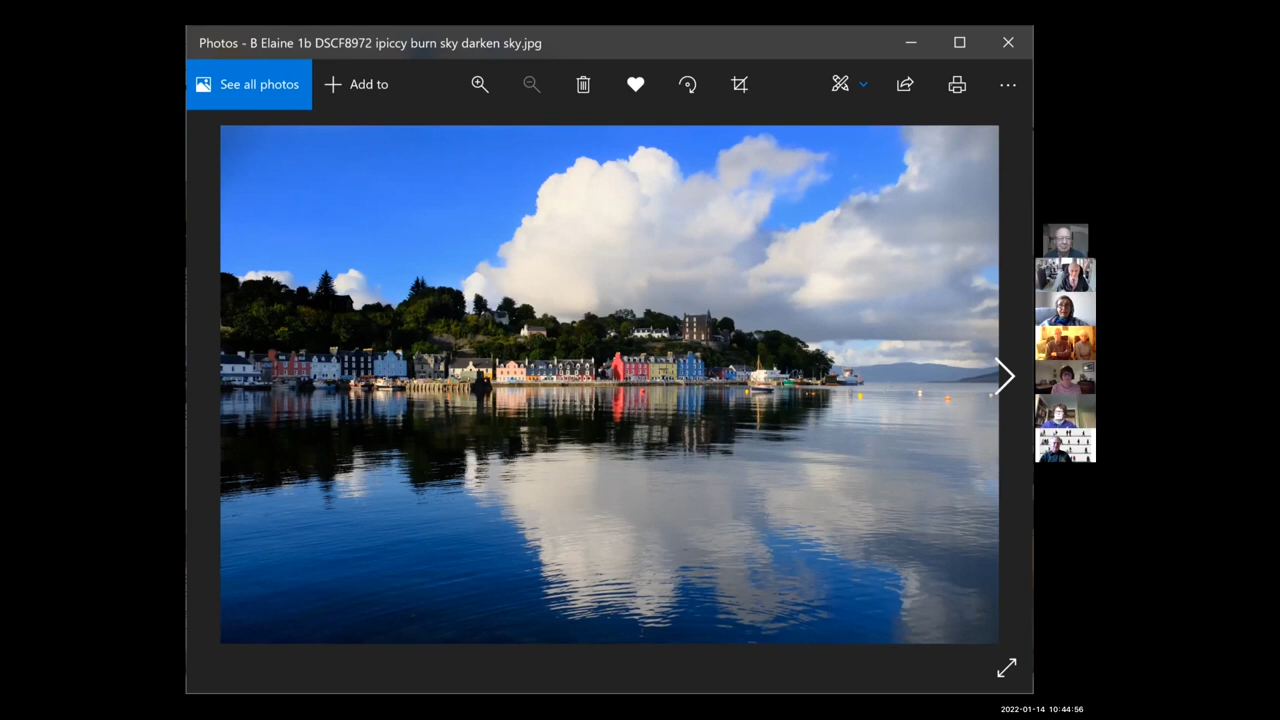 Photos - B Elaine 1b DSCF8972 ipiccy burn sky darken sky.jpg
See all photos
Add to
2022-01-14 10:44:56